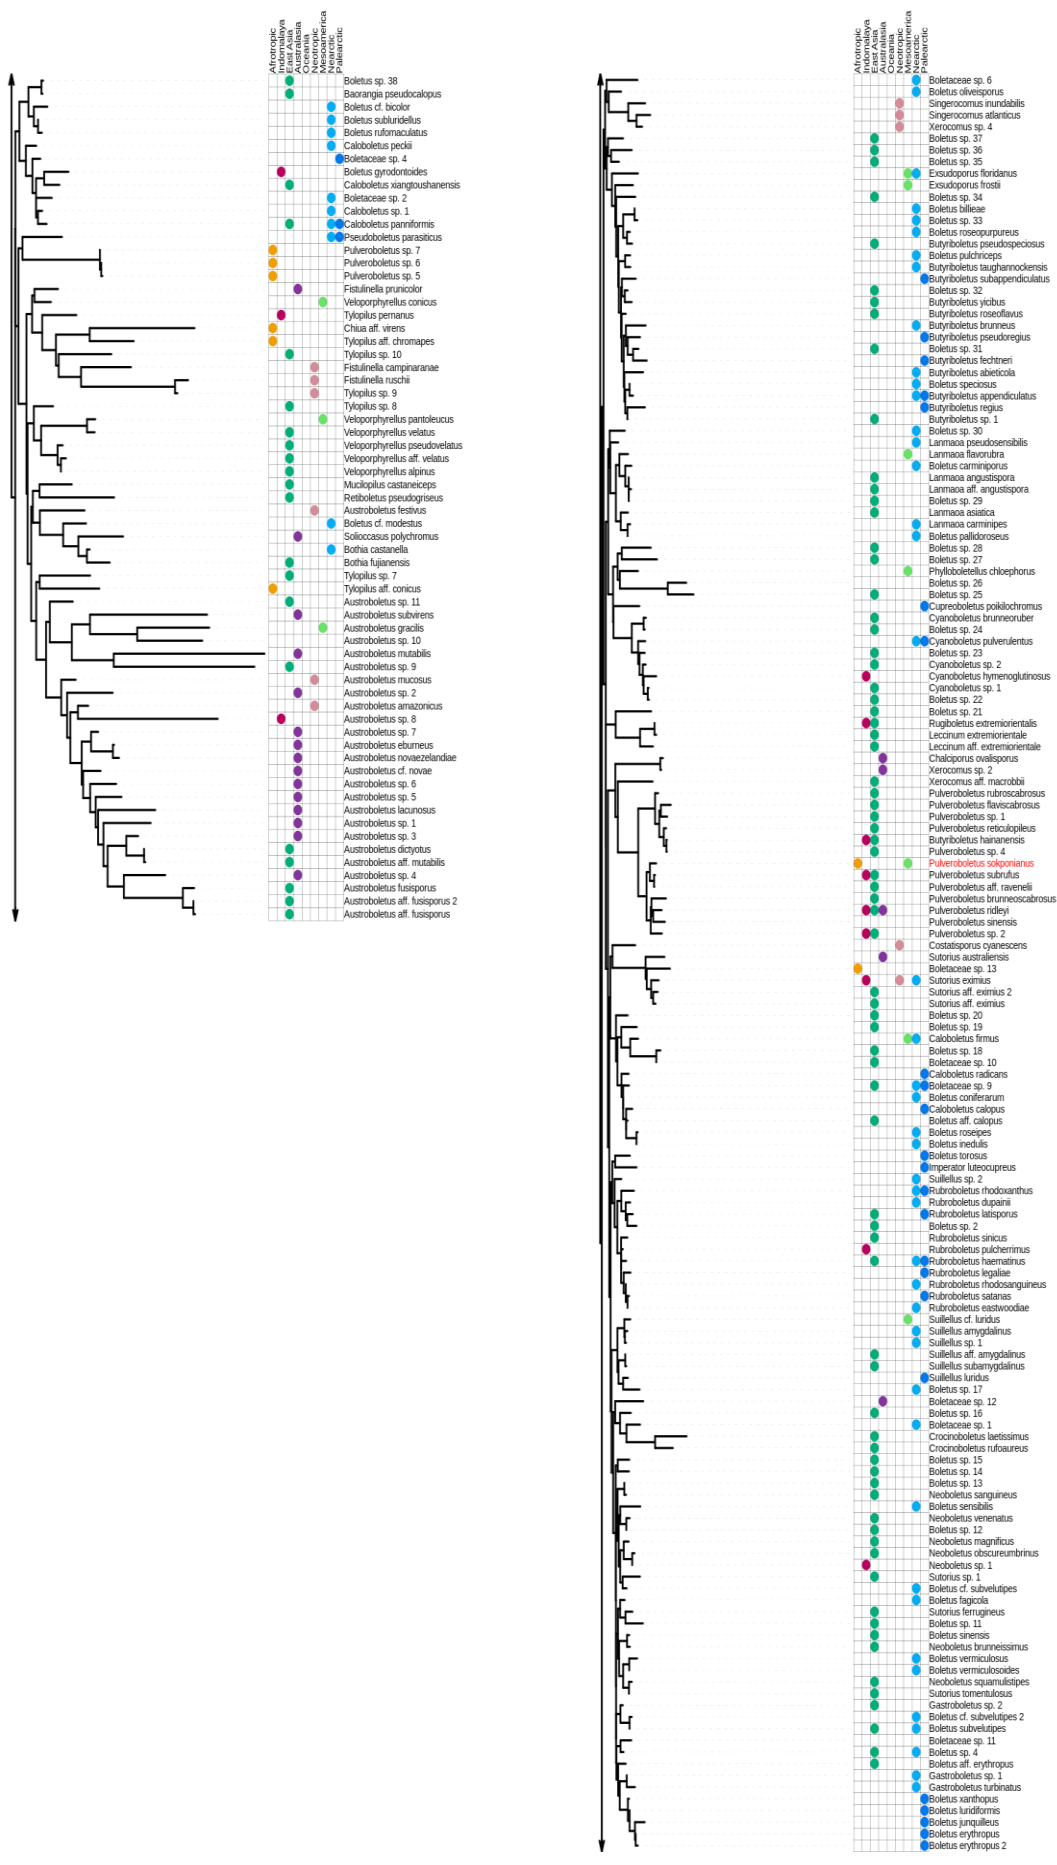 Afrotropic
Indomalaya
East Asia
Australasia
Oceania
Neotropic
Mesoamerica
Nearctic
Palearctic
Boletus sp. 38
Baorangia pseudocalopus
Boletus cf. bicolor
Boletus subluridellus
Boletus rufomaculatus
Caloboletus peckii
Boletaceae sp. 4
Boletus gyrodontoides
Caloboletus xiangtoushanensis
Boletaceae sp. 2
Caloboletus sp. 1
Caloboletus panniformis
Pseudoboletus parasiticus
Pulveroboletus sp. 7
Pulveroboletus sp. 6
Pulveroboletus sp. 5
Fistulinella prunicolor
Veloporphyrellus conicus
Tylopilus pernanus
Chiua aff. virens
Tylopilus aff. chromapes
Tylopilus sp. 10
Fistulinella campinaranae
Fistulinella ruschii
Tylopilus sp. 9
Tylopilus sp. 8
Veloporphyrellus pantoleucus
Veloporphyrellus velatus
Veloporphyrellus pseudovelatus
Veloporphyrellus aff. velatus
Veloporphyrellus alpinus
Mucilopilus castaneiceps
Retiboletus pseudogriseus
Austroboletus festivus
Boletus cf. modestus
Solioccasus polychromus
Bothia castanella
Bothia fujianensis
Tylopilus sp. 7
Tylopilus aff. conicus
Austroboletus sp. 11
Austroboletus subvirens
Austroboletus gracilis
Austroboletus sp. 10
Austroboletus mutabilis
Austroboletus sp. 9
Austroboletus mucosus
Austroboletus sp. 2
Austroboletus amazonicus
Austroboletus sp. 8
Austroboletus sp. 7
Austroboletus eburneus
Austroboletus novaezelandiae
Austroboletus cf. novae
Austroboletus sp. 6
Austroboletus sp. 5
Austroboletus lacunosus
Austroboletus sp. 1
Austroboletus sp. 3
Austroboletus dictyotus
Austroboletus aff. mutabilis
Austroboletus sp. 4
Austroboletus fusisporus
Austroboletus aff. fusisporus 2
Austroboletus aff. fusisporus
Afrotropic
Indomalaya
East Asia
Australasia
Oceania
Neotropic
Mesoamerica
Nearctic
Palearctic
Boletaceae sp. 6
Boletus oliveisporus
Singerocomus inundabilis
Singerocomus atlanticus
Xerocomus sp. 4
Boletus sp. 37
Boletus sp. 36
Boletus sp. 35
Exsudoporus floridanus
Exsudoporus frostii
Boletus sp. 34
Boletus billieae
Boletus sp. 33
Boletus roseopurpureus
Butyriboletus pseudospeciosus
Boletus pulchriceps
Butyriboletus taughannockensis
Butyriboletus subappendiculatus
Boletus sp. 32
Butyriboletus yicibus
Butyriboletus roseoflavus
Butyriboletus brunneus
Butyriboletus pseudoregius
Boletus sp. 31
Butyriboletus fechtneri
Butyriboletus abieticola
Boletus speciosus
Butyriboletus appendiculatus
Butyriboletus regius
Butyriboletus sp. 1
Boletus sp. 30
Lanmaoa pseudosensibilis
Lanmaoa flavorubra
Boletus carminiporus
Lanmaoa angustispora
Lanmaoa aff. angustispora
Boletus sp. 29
Lanmaoa asiatica
Lanmaoa carminipes
Boletus pallidoroseus
Boletus sp. 28
Boletus sp. 27
Phylloboletellus chloephorus
Boletus sp. 26
Boletus sp. 25
Cupreoboletus poikilochromus
Cyanoboletus brunneoruber
Boletus sp. 24
Cyanoboletus pulverulentus
Boletus sp. 23
Cyanoboletus sp. 2
Cyanoboletus hymenoglutinosus
Cyanoboletus sp. 1
Boletus sp. 22
Boletus sp. 21
Rugiboletus extremiorientalis
Leccinum extremiorientale
Leccinum aff. extremiorientale
Chalciporus ovalisporus
Xerocomus sp. 2
Xerocomus aff. macrobbii
Pulveroboletus rubroscabrosus
Pulveroboletus flaviscabrosus
Pulveroboletus sp. 1
Pulveroboletus reticulopileus
Butyriboletus hainanensis
Pulveroboletus sp. 4
Pulveroboletus sokponianus
Pulveroboletus subrufus
Pulveroboletus aff. ravenelii
Pulveroboletus brunneoscabrosus
Pulveroboletus ridleyi
Pulveroboletus sinensis
Pulveroboletus sp. 2
Costatisporus cyanescens
Sutorius australiensis
Boletaceae sp. 13
Sutorius eximius
Sutorius aff. eximius 2
Sutorius aff. eximius
Boletus sp. 20
Boletus sp. 19
Caloboletus firmus
Boletus sp. 18
Boletaceae sp. 10
Caloboletus radicans
Boletaceae sp. 9
Boletus coniferarum
Caloboletus calopus
Boletus aff. calopus
Boletus roseipes
Boletus inedulis
Boletus torosus
Imperator luteocupreus
Suillellus sp. 2
Rubroboletus rhodoxanthus
Rubroboletus dupainii
Rubroboletus latisporus
Boletus sp. 2
Rubroboletus sinicus
Rubroboletus pulcherrimus
Rubroboletus haematinus
Rubroboletus legaliae
Rubroboletus rhodosanguineus
Rubroboletus satanas
Rubroboletus eastwoodiae
Suillellus cf. luridus
Suillellus amygdalinus
Suillellus sp. 1
Suillellus aff. amygdalinus
Suillellus subamygdalinus
Suillellus luridus
Boletus sp. 17
Boletaceae sp. 12
Boletus sp. 16
Boletaceae sp. 1
Crocinoboletus laetissimus
Crocinoboletus rufoaureus
Boletus sp. 15
Boletus sp. 14
Boletus sp. 13
Neoboletus sanguineus
Boletus sensibilis
Neoboletus venenatus
Boletus sp. 12
Neoboletus magnificus
Neoboletus obscureumbrinus
Neoboletus sp. 1
Sutorius sp. 1
Boletus cf. subvelutipes
Boletus fagicola
Sutorius ferrugineus
Boletus sp. 11
Boletus sinensis
Neoboletus brunneissimus
Boletus vermiculosus
Boletus vermiculosoides
Neoboletus squamulistipes
Sutorius tomentulosus
Gastroboletus sp. 2
Boletus cf. subvelutipes 2
Boletus subvelutipes
Boletaceae sp. 11
Boletus sp. 4
Boletus aff. erythropus
Gastroboletus sp. 1
Gastroboletus turbinatus
Boletus xanthopus
Boletus luridiformis
Boletus junquilleus
Boletus erythropus
Boletus erythropus 2